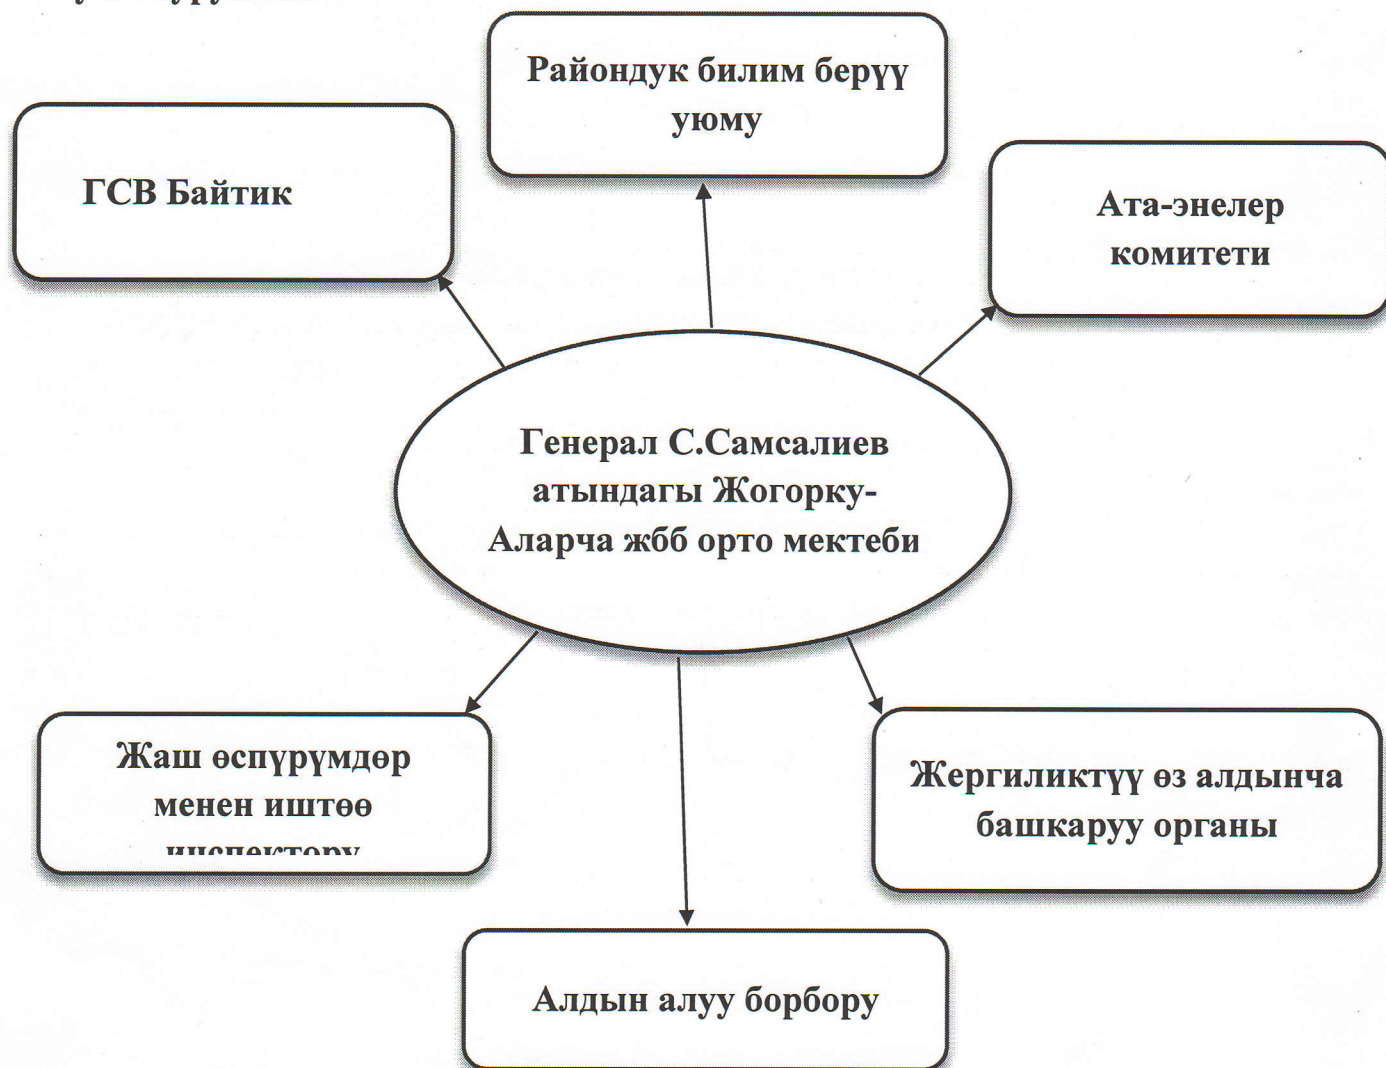 Райондук билим берүү
уюму
ГСВ Байтик
Ата-энелер
комитети
Генерал С.Самсалиев
атындагы Жогорку-
Аларча жбб орто мектеби
Жаш өспүрүмдөр
менен иштөө
инспектору
Жергиликтүү өз алдынча
башкаруу органы
Алдын алуу борбору